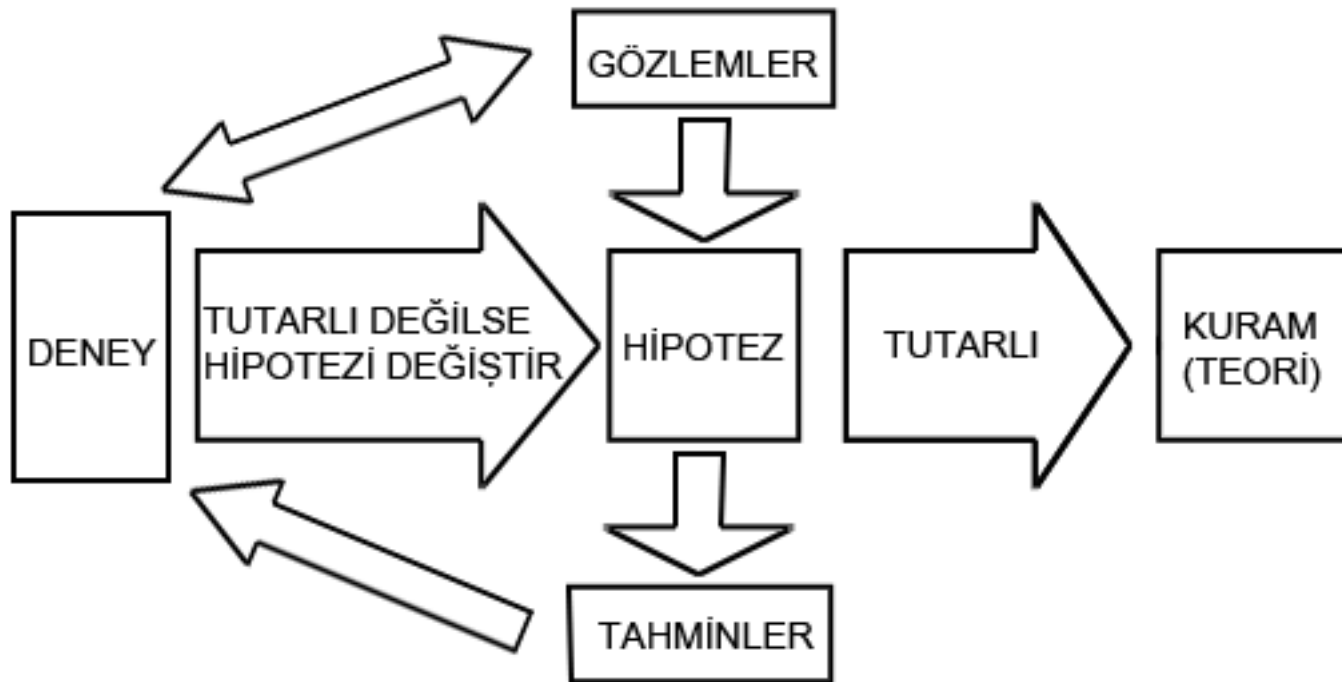 GÖZLEMLER
DENEY
TUTARLI DEĞİLSE
HİPOTEZİ DEĞİŞTİR
HİPOTEZ
TUTARLI
KURAM
(TEORİ)
TAHMİNLER